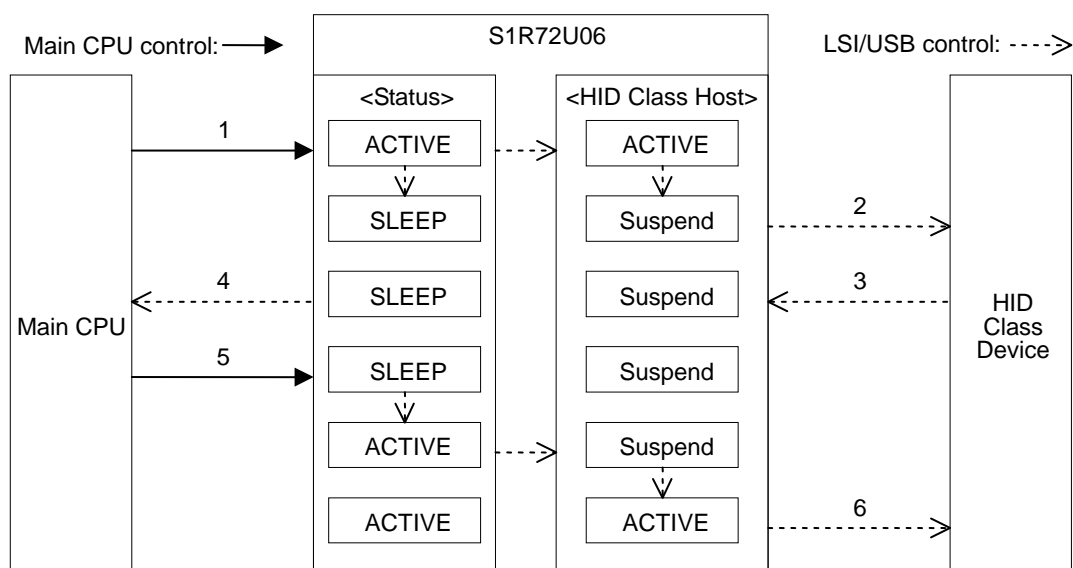 S1R72U06
Main CPU control:
LSI/USB control:
<Status>
<HID Class Host>
1
ACTIVE
ACTIVE
SLEEP
Suspend
2
4
SLEEP
Suspend
3
Main CPU
HID
Class
Device
5
SLEEP
Suspend
ACTIVE
Suspend
ACTIVE
ACTIVE
6